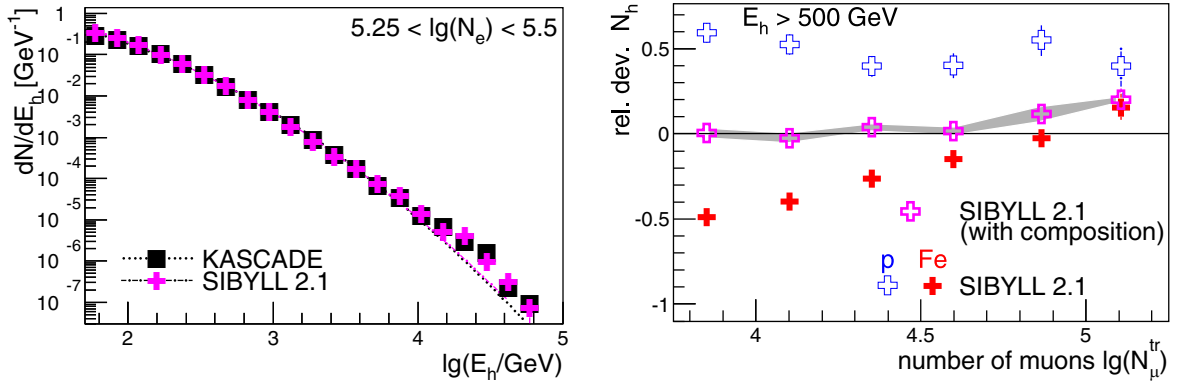 5.25 < lg(N_e) < 5.5
dN/dE_h [GeV^-1]
1
10^-1
10^-2
10^-3
10^-4
10^-5
10^-6
10^-7
KASCADE
SIBYLL 2.1
2
3
4
5
lg(E_h/GeV)
E_h > 500 GeV
rel. dev. N_h
0.5
0
-0.5
-1
SIBYLL 2.1
(with composition)
p Fe
SIBYLL 2.1
4
4.5
5
number of muons lg(N_μ^tr)